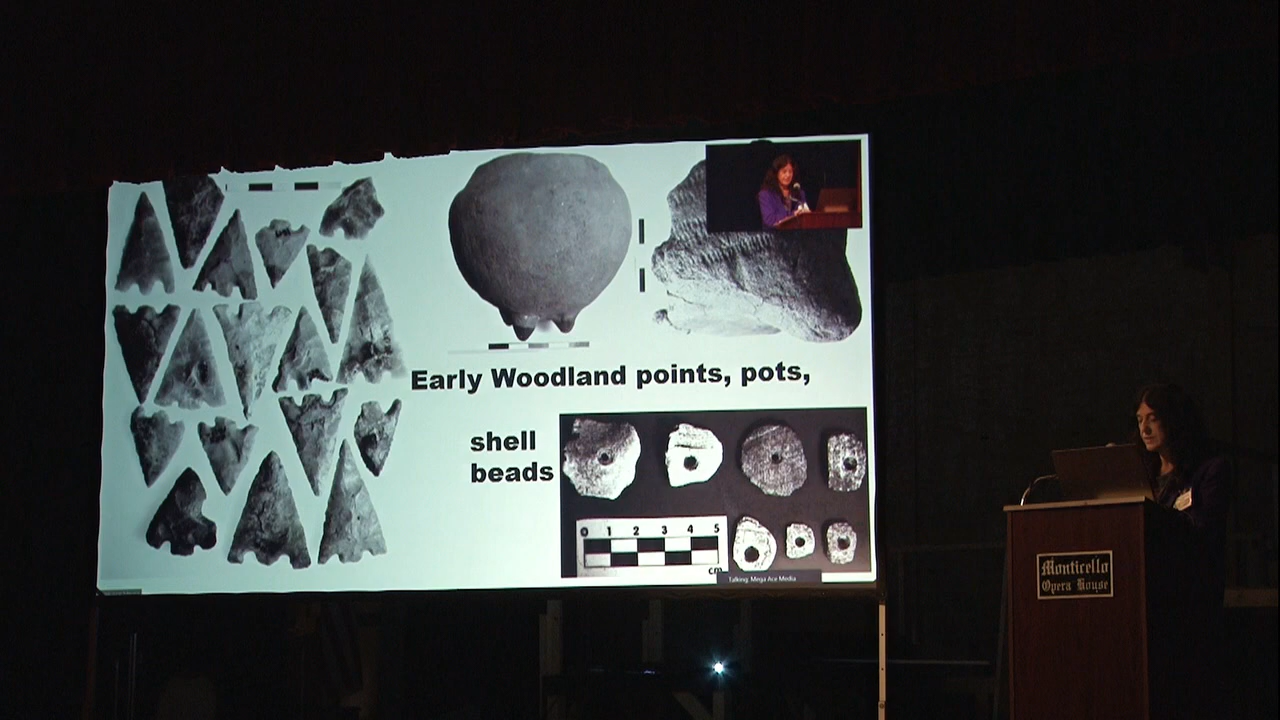 Early Woodland points, pots,
shell
beads
0 1 2 3 4 5
cm
Talking: Mega Ace Media
Monticello
Opera House